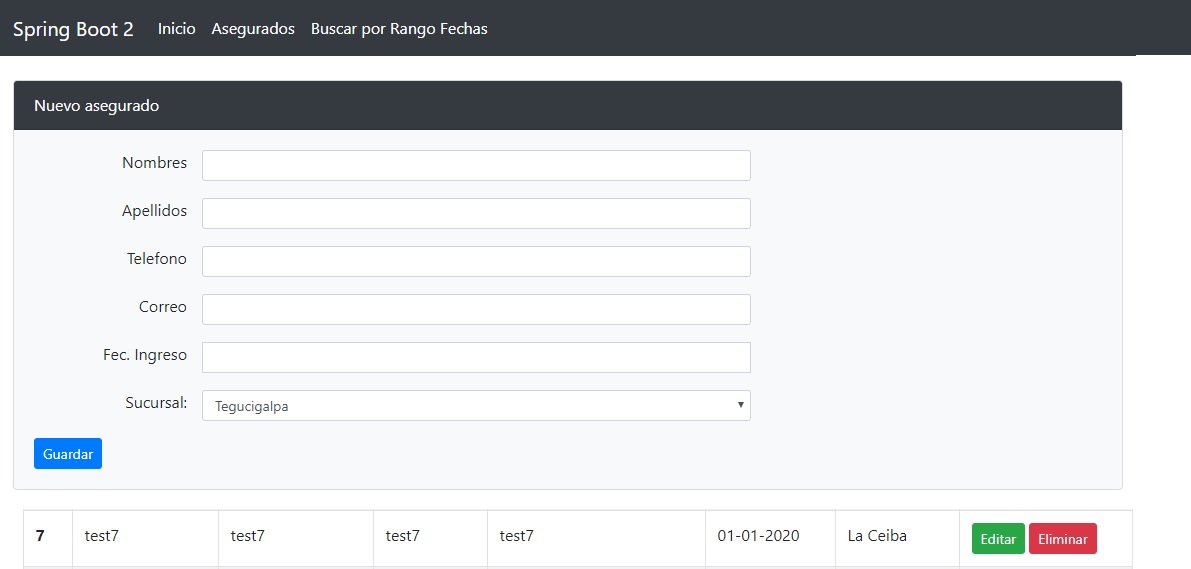 Spring Boot 2 Inicio Asegurados Buscar por Rango Fechas
Nuevo asegurado
Nombres
Apellidos
Telefono
Correo
Fec. Ingreso
Sucursal: Tegucigalpa
Guardar
7 test7 test7 test7 test7 01-01-2020 La Ceiba Editar Eliminar